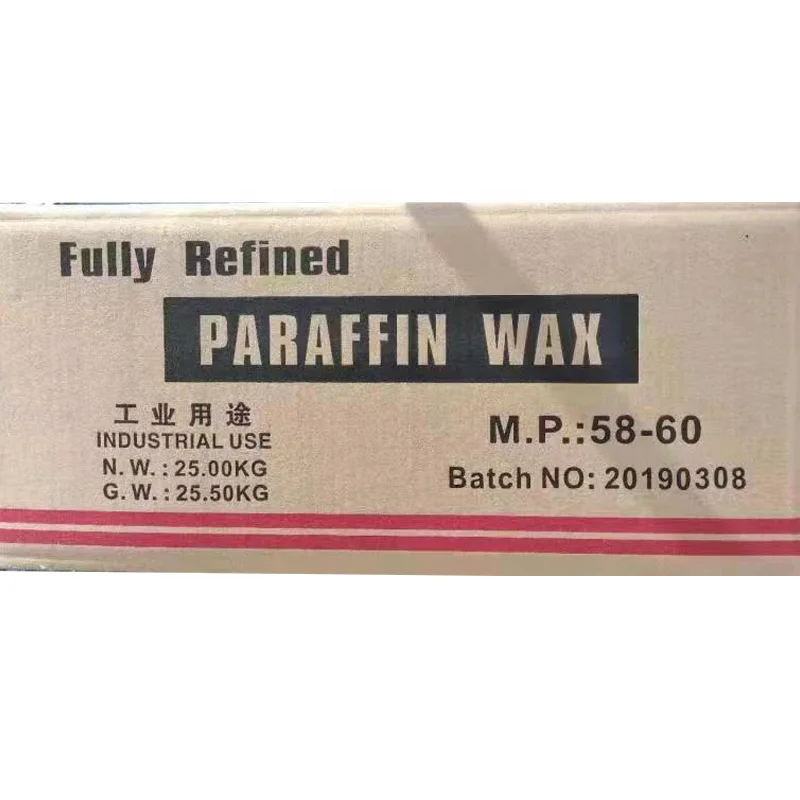 Fully Refined
PARAFFIN WAX
工业用途
INDUSTRIAL USE
N. W. : 25.00KG
G. W. : 25.50KG
M.P.:58-60
Batch NO: 20190308